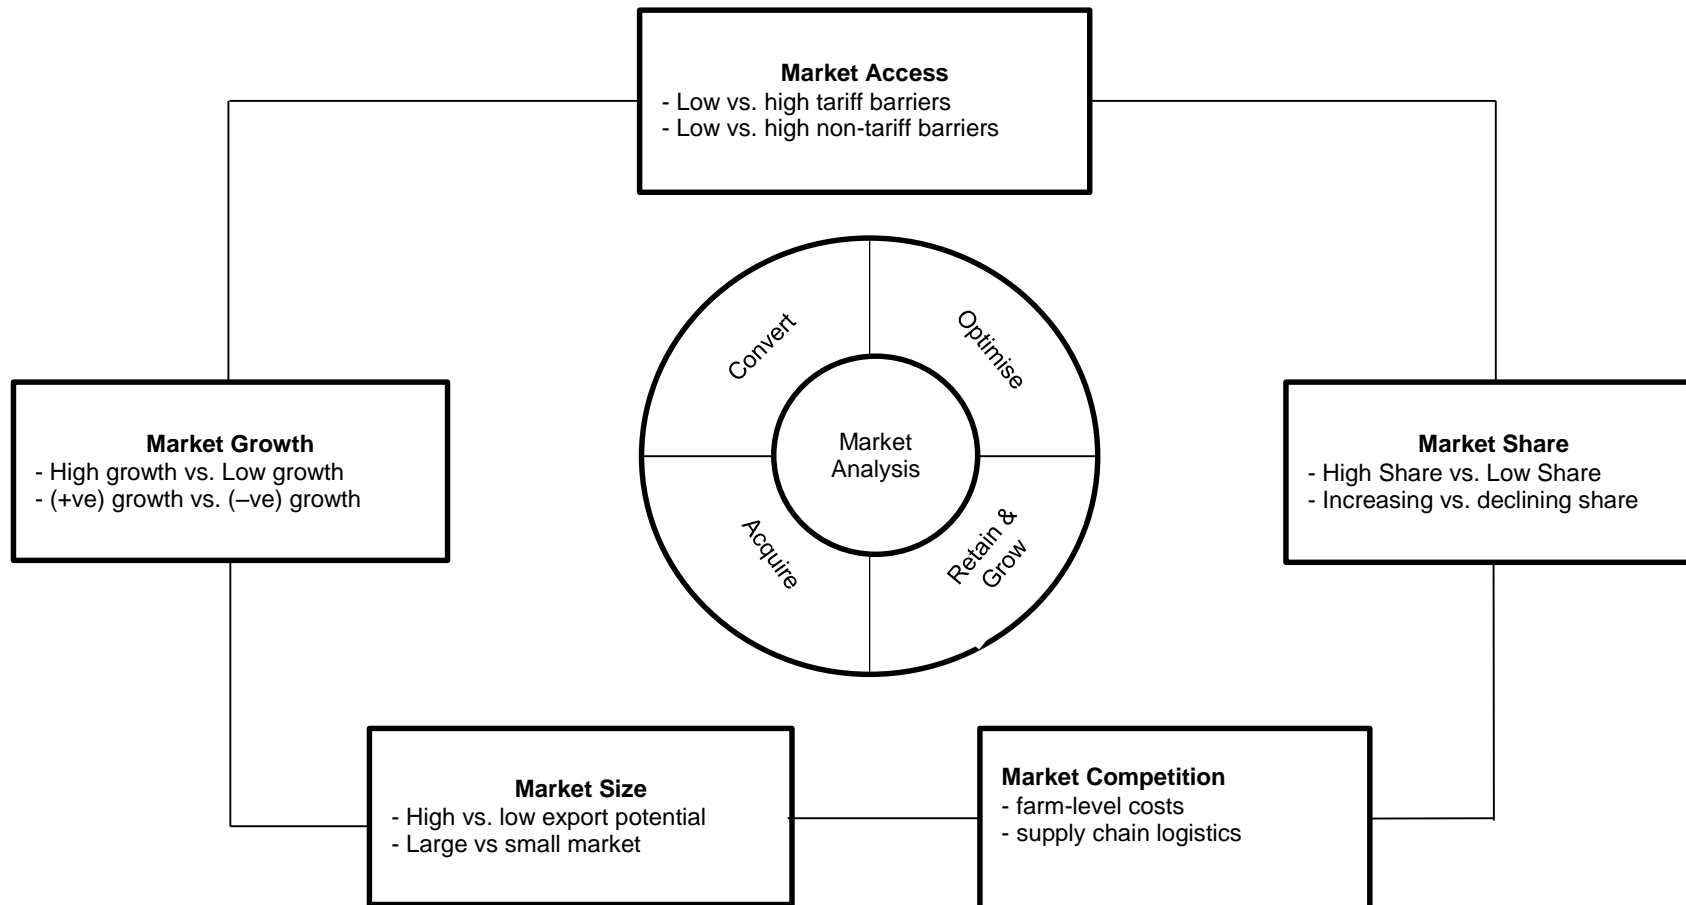 Market Access
- Low vs. high tariff barriers
- Low vs. high non-tariff barriers
Convert
Optimise
Market
Analysis
Acquire
Retain &
Grow
Market Growth
- High growth vs. Low growth
- (+ve) growth vs. (–ve) growth
Market Share
- High Share vs. Low Share
- Increasing vs. declining share
Market Size
- High vs. low export potential
- Large vs small market
Market Competition
- farm-level costs
- supply chain logistics